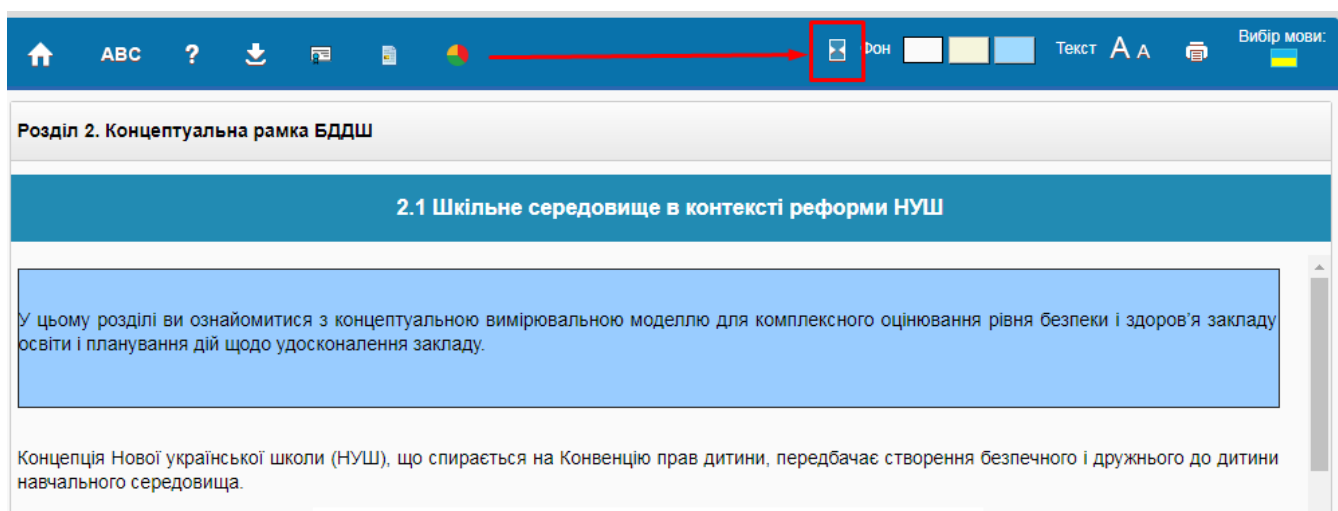 ABC ? Фон Текст A A Вибір мови:
Розділ 2. Концептуальна рамка БДДШ
2.1 Шкільне середовище в контексті реформи НУШ
У цьому розділі ви ознайомитися з концептуальною вимірювальною моделлю для комплексного оцінювання рівня безпеки і здоров’я закладу
освіти і планування дій щодо удосконалення закладу.
Концепція Нової української школи (НУШ), що спирається на Конвенцію прав дитини, передбачає створення безпечного і дружнього до дитини
навчального середовища.